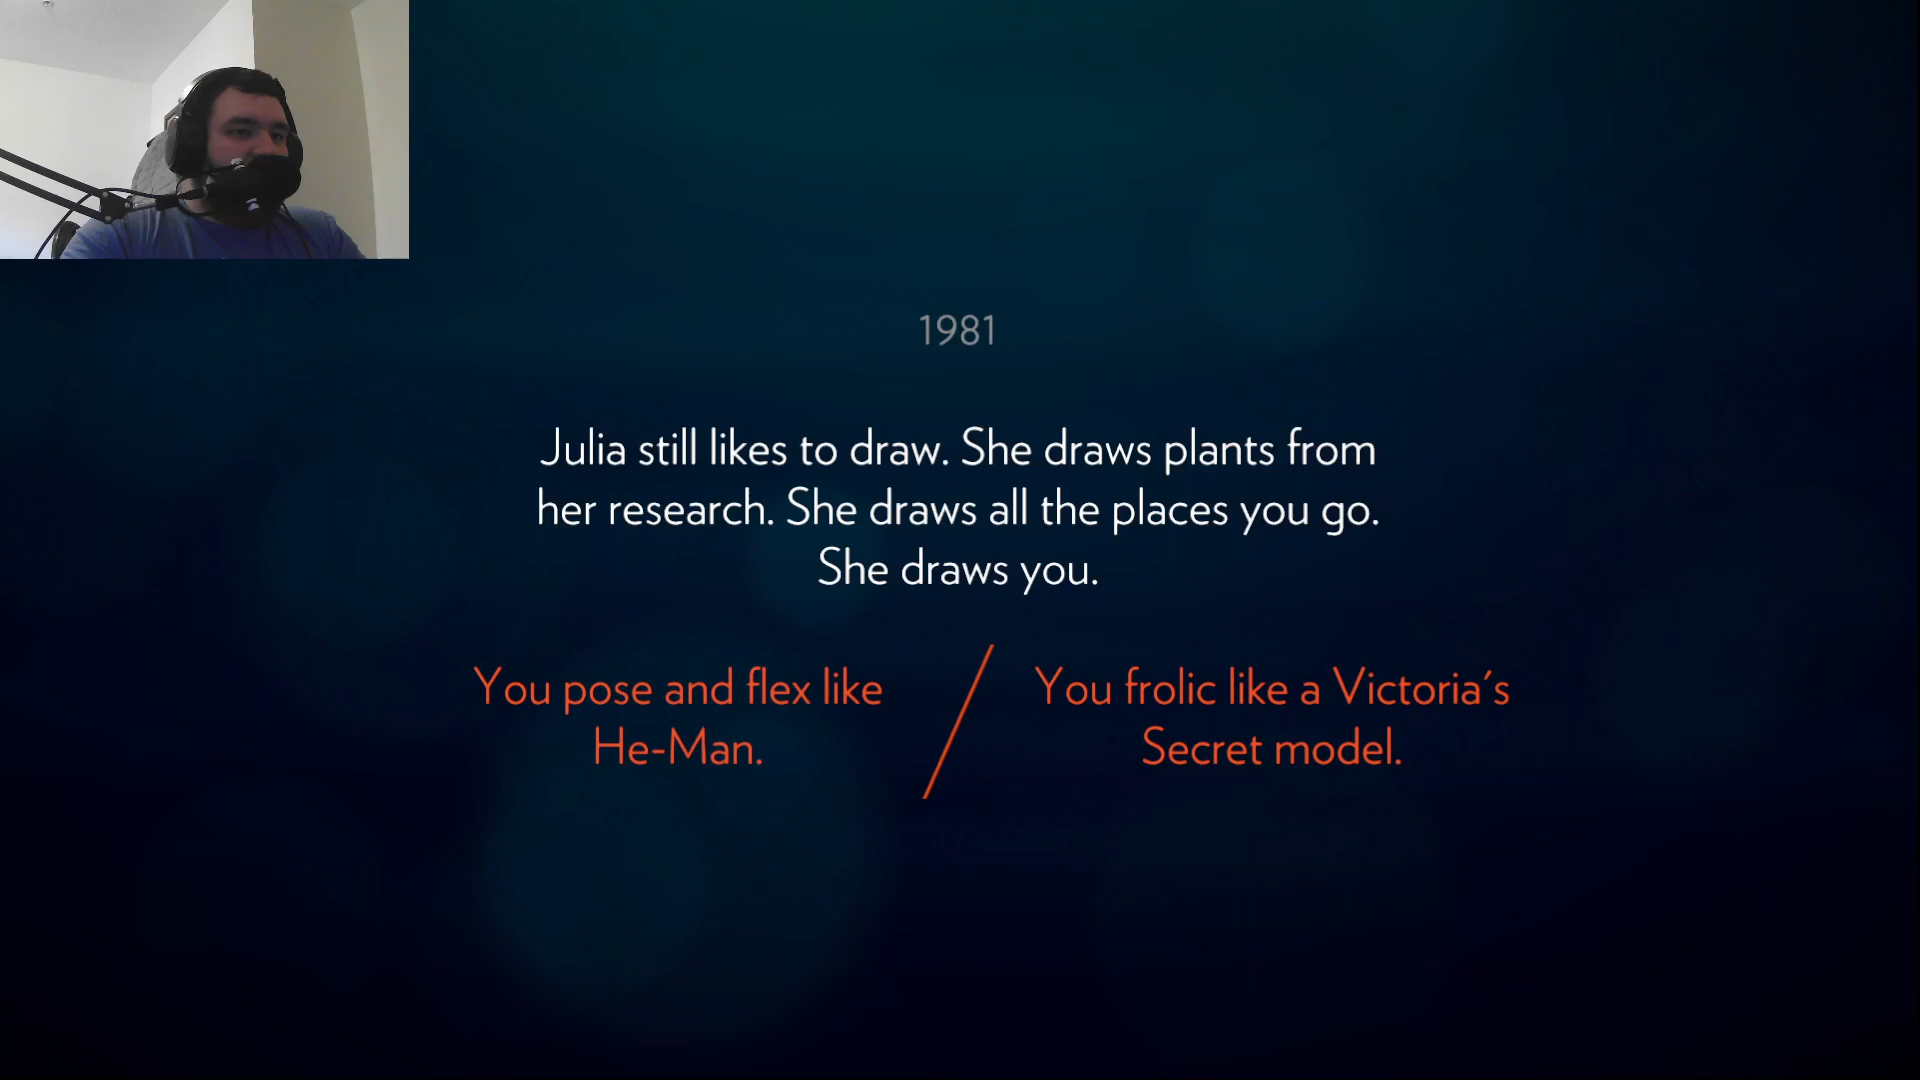 1981
Julia still likes to draw. She draws plants from
her research. She draws all the places you go.
She draws you.
You pose and flex like
He-Man.
You frolic like a Victoria's
Secret model.